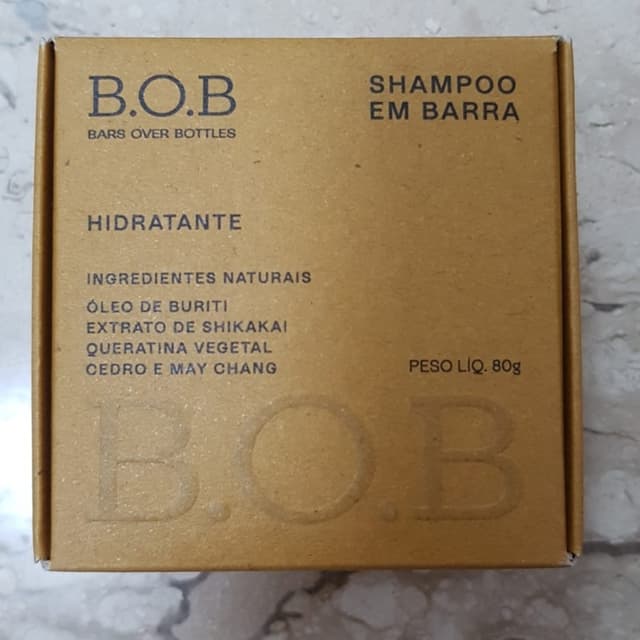 B.O.B
BARS OVER BOTTLES
SHAMPOO
EM BARRA
HIDRATANTE
INGREDIENTES NATURAIS
ÓLEO DE BURITI
EXTRATO DE SHIKAKAI
QUERATINA VEGETAL
CEDRO E MAY CHANG
PESO LÍQ. 80g
B.O.B